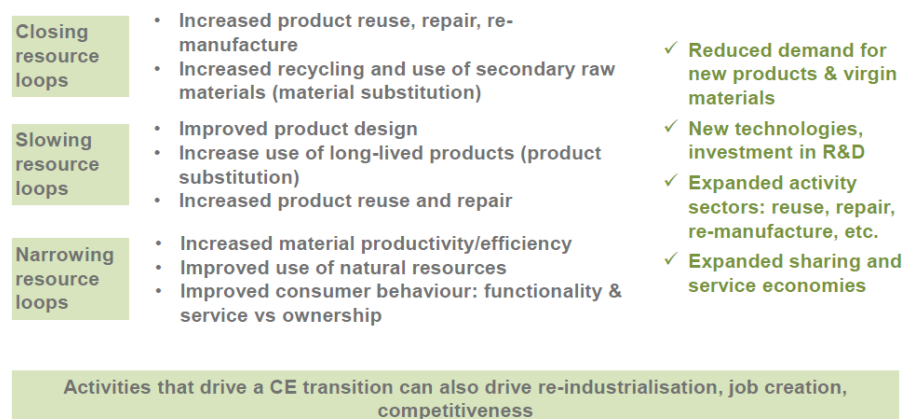 Closing
resource
loops
• Increased product reuse, repair, re-
manufacture
• Increased recycling and use of secondary raw
materials (material substitution)
Slowing
resource
loops
• Improved product design
• Increase use of long-lived products (product
substitution)
• Increased product reuse and repair
Narrowing
resource
loops
• Increased material productivity/efficiency
• Improved use of natural resources
• Improved consumer behaviour: functionality &
service vs ownership
✓ Reduced demand for
new products & virgin
materials
✓ New technologies,
investment in R&D
✓ Expanded activity
sectors: reuse, repair,
re-manufacture, etc.
✓ Expanded sharing and
service economies
Activities that drive a CE transition can also drive re-industrialisation, job creation,
competitiveness